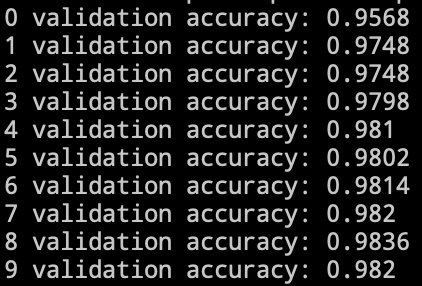 0 validation accuracy: 0.9568
1 validation accuracy: 0.9748
2 validation accuracy: 0.9748
3 validation accuracy: 0.9798
4 validation accuracy: 0.981
5 validation accuracy: 0.9802
6 validation accuracy: 0.9814
7 validation accuracy: 0.982
8 validation accuracy: 0.9836
9 validation accuracy: 0.982